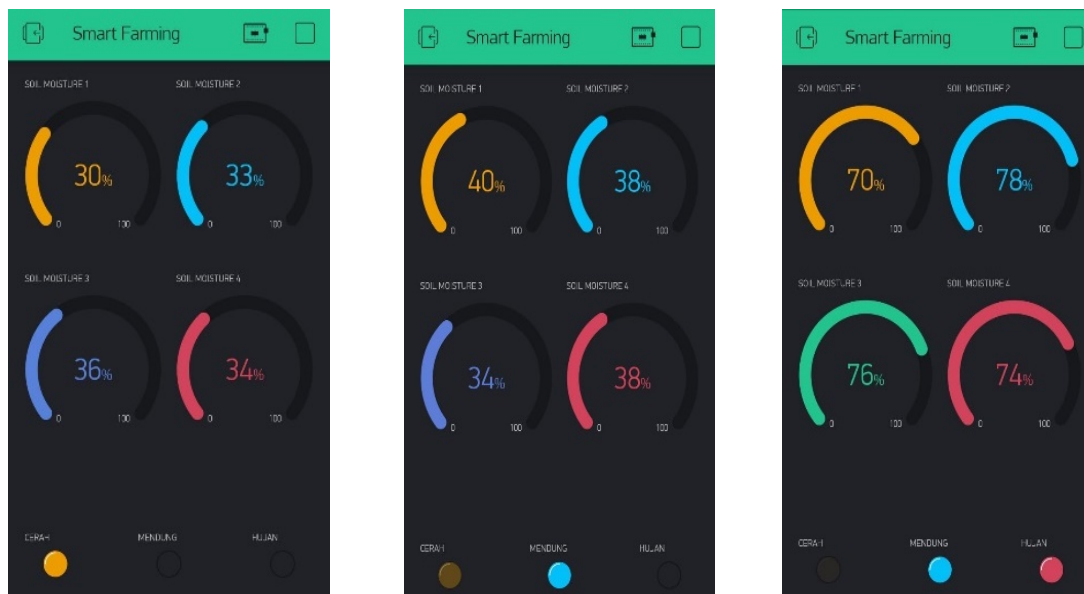 Smart Farming
SOIL MOISTURE 1 SOIL MOISTURE 2
30% 33%
0 100 0 100
SOIL MOISTURE 3 SOIL MOISTURE 4
36% 34%
0 100 0 100
CERAH MENDUNG HUJAN
Smart Farming
SOIL MOISTURE 1 SOIL MOISTURE 2
40% 38%
0 100 0 100
SOIL MOISTURE 3 SOIL MOISTURE 4
34% 38%
0 100 0 100
CERAH MENDUNG HUJAN
Smart Farming
SOIL MOISTURE 1 SOIL MOISTURE 2
70% 78%
0 100 0 100
SOIL MOISTURE 3 SOIL MOISTURE 4
76% 74%
0 100 0 100
CERAH MENDUNG HUJAN